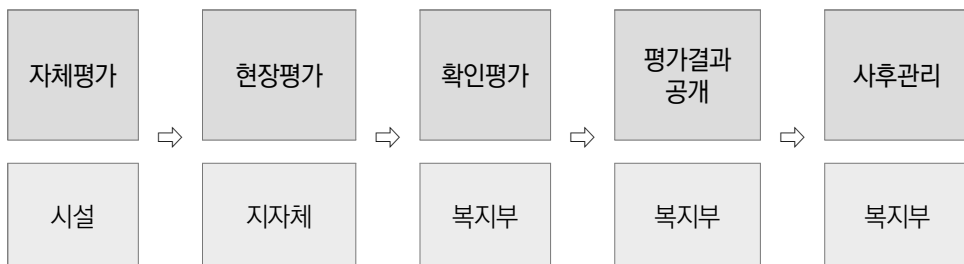 자체평가
현장평가
확인평가
평가결과
공개
사후관리
시설
지자체
복지부
복지부
복지부